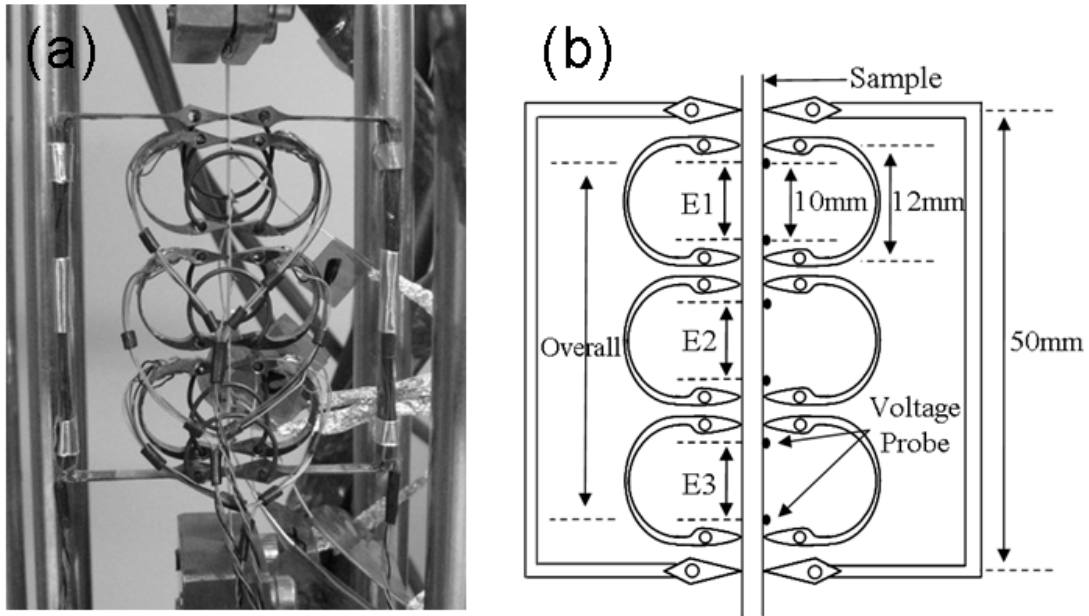 (a)
(b)
Sample
E1
10mm
12mm
Overall
E2
50mm
Voltage
Probe
E3